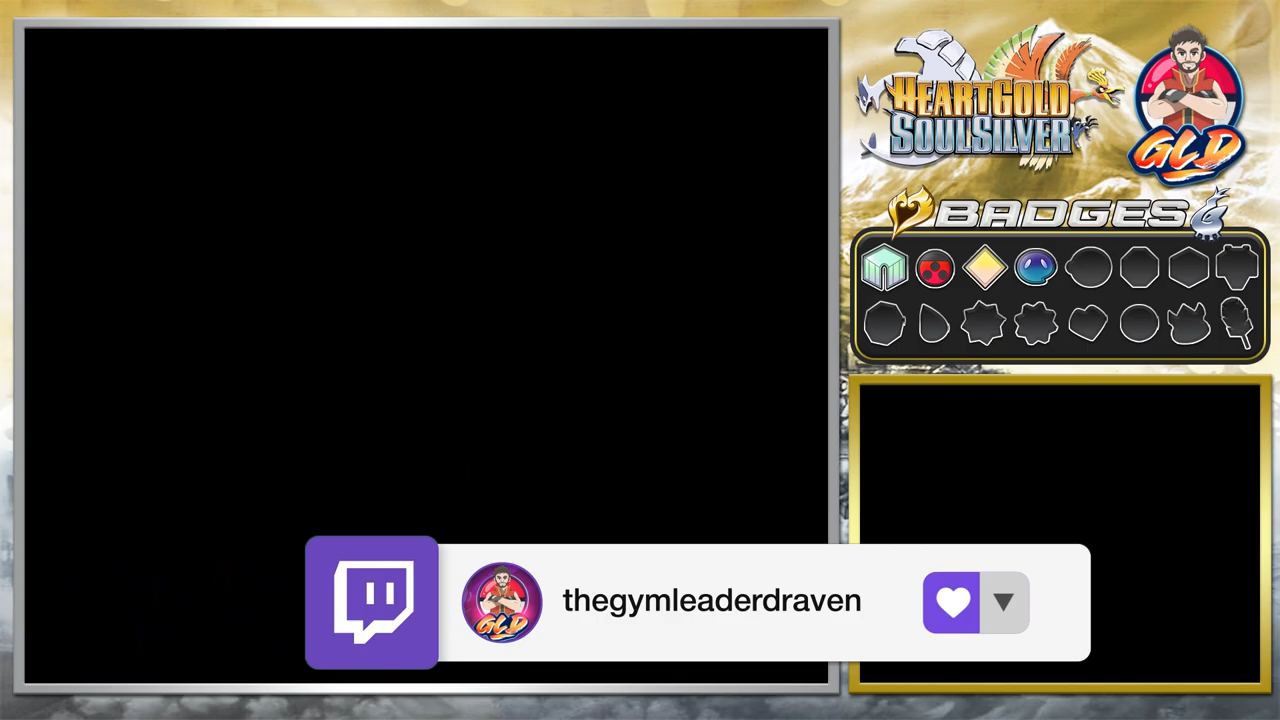 HEARTGOLD
SOULSILVER
GLD
BADGES
GLD
thegymleaderdraven